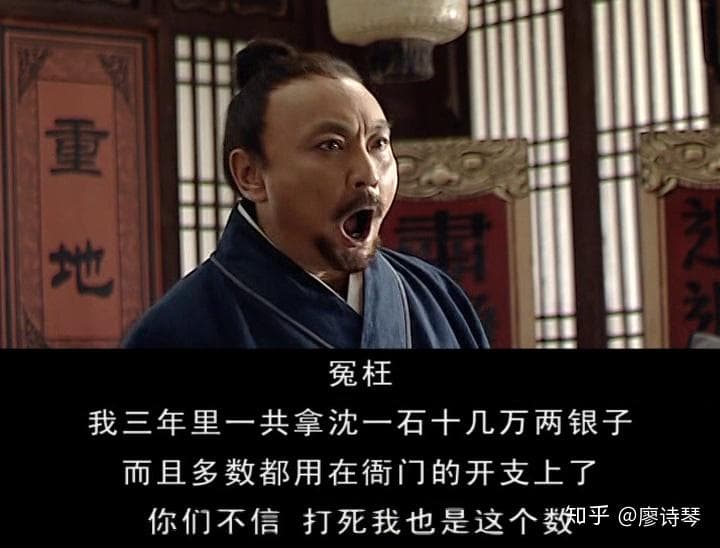 重地
肅
冤枉
我三年里一共拿沈一石十几万两银子
而且多数都用在衙门的开支上了
你们不信 打死我也是这个数
知乎 @廖诗琴